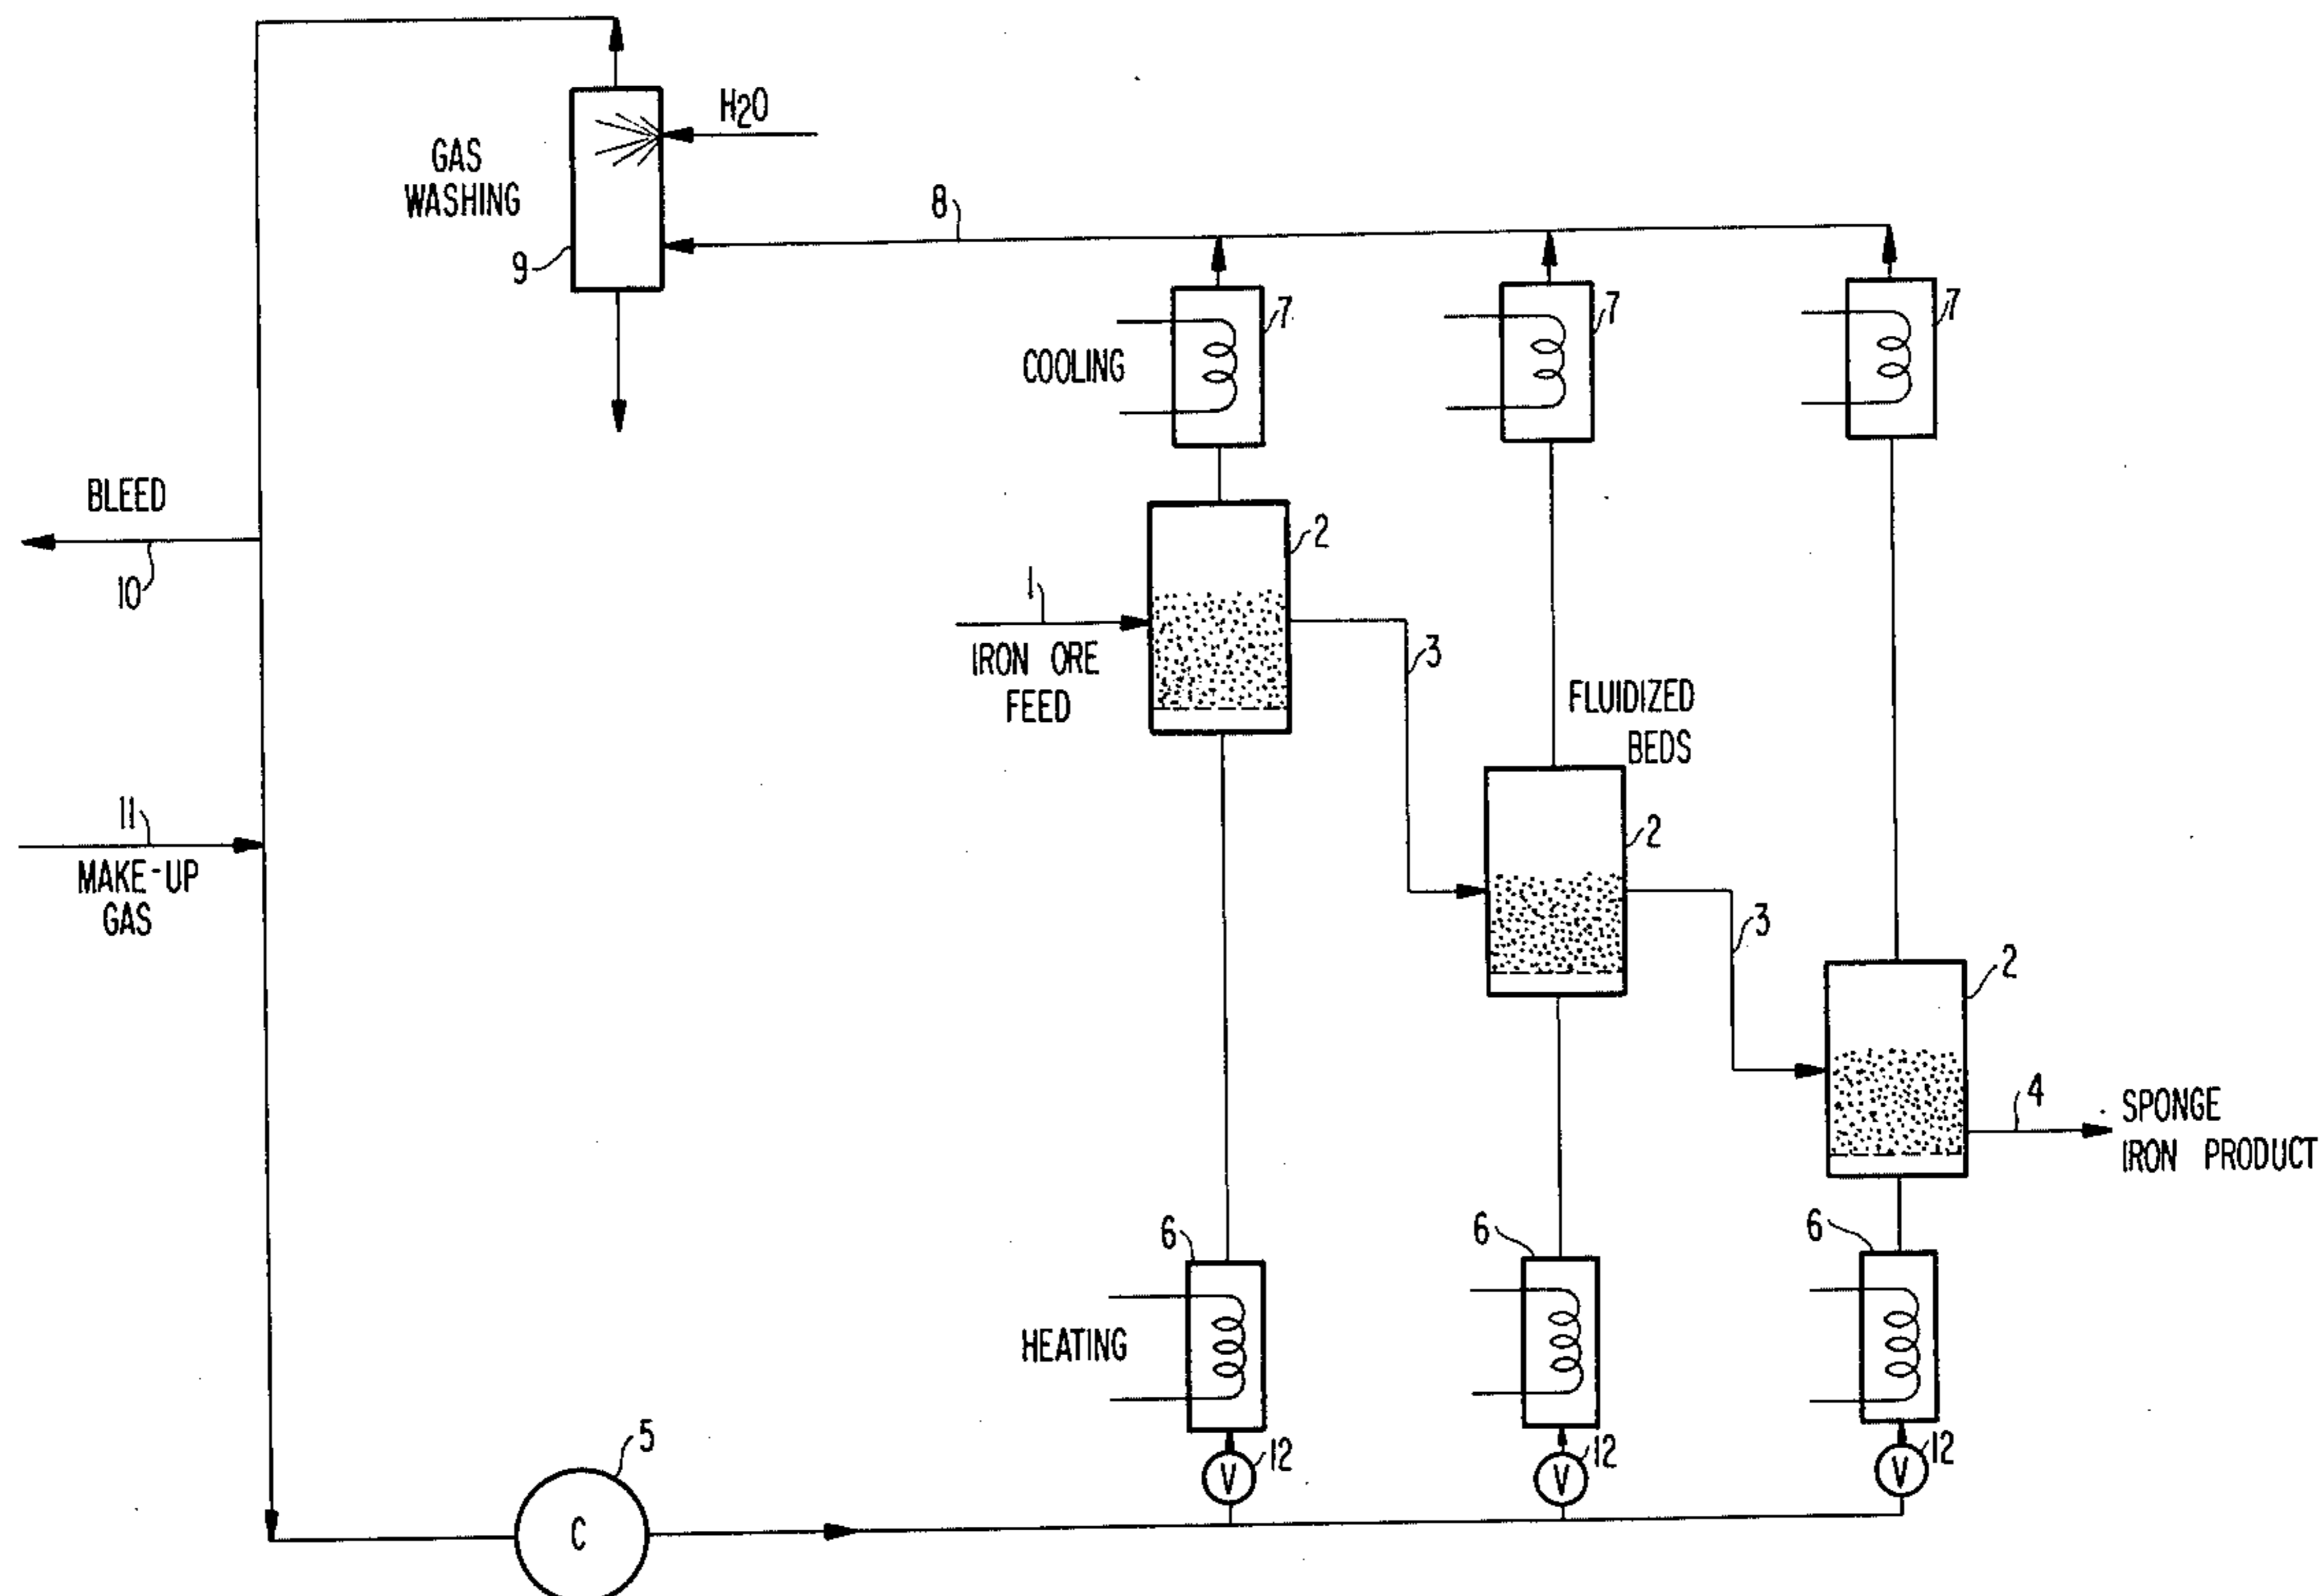 H2O
GAS
WASHING
8
9
7
7
7
COOLING
BLEED
10
2
1
IRON ORE
FEED
3
FLUIDIZED
BEDS
11
MAKE-UP
GAS
2
3
2
4
SPONGE
IRON PRODUCT
6
6
6
HEATING
5
C
V
12
V
12
V
12